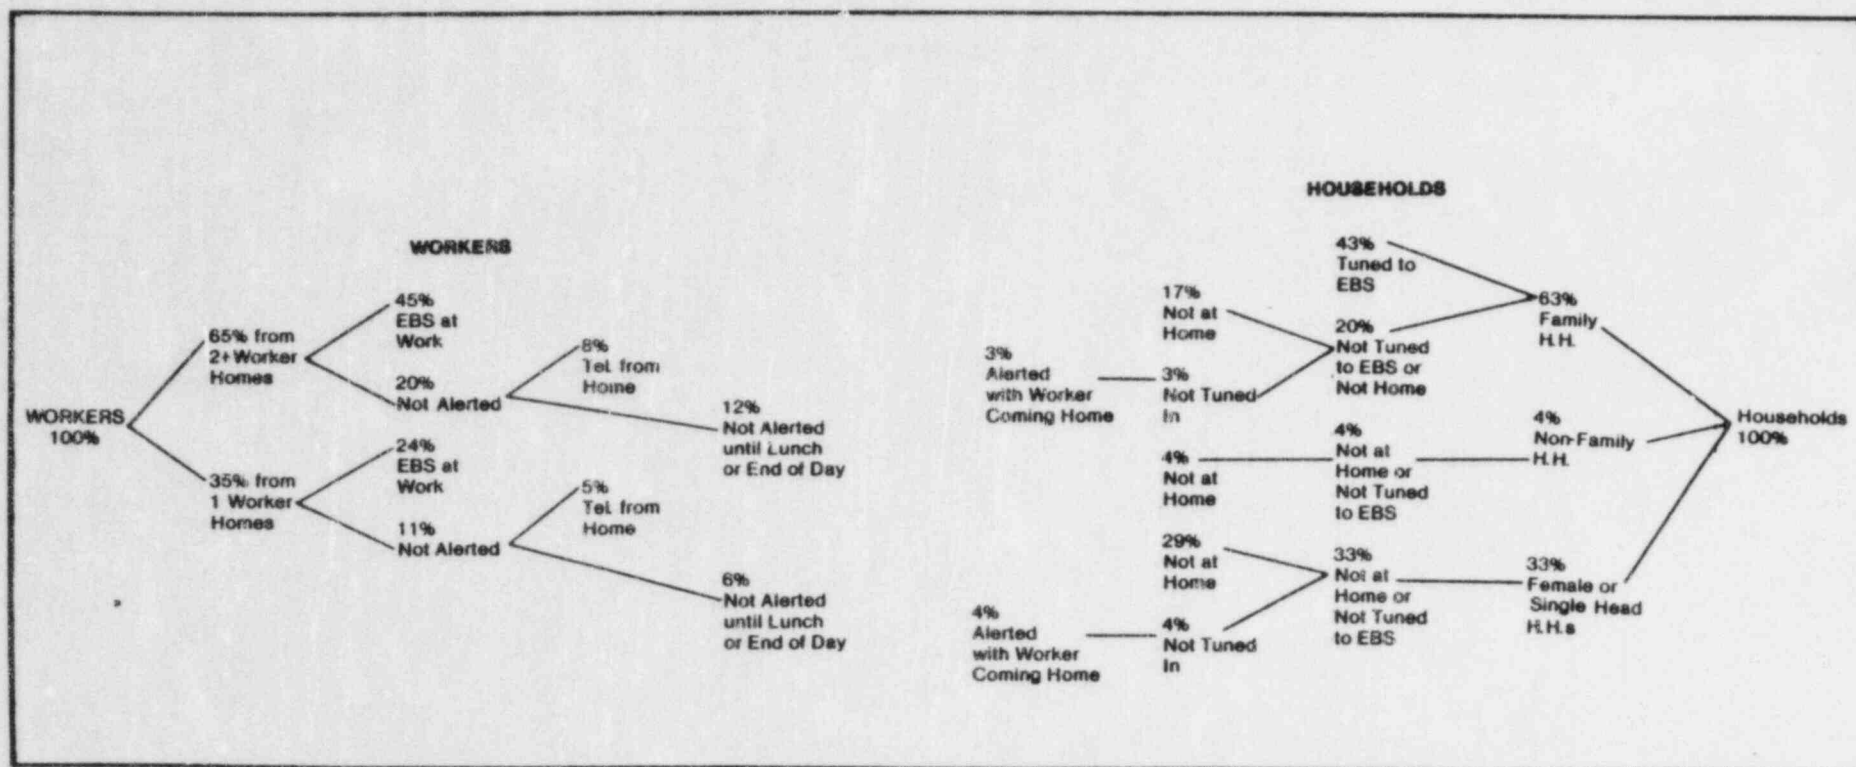 WORKERS
WORKERS
100%
65% from
2+Worker
Homes
35% from
1 Worker
Homes
45%
EBS at
Work
20%
Not Alerted
24%
EBS at
Work
11%
Not Alerted
8%
Tel. from
Home
5%
Tel. from
Home
12%
Not Alerted
until Lunch
or End of Day
6%
Not Alerted
until Lunch
or End of Day
HOUSEHOLDS
3%
Alerted
with Worker
Coming Home
4%
Alerted
with Worker
Coming Home
17%
Not at
Home
3%
Not Tuned
In
4%
Not at
Home
29%
Not at
Home
4%
Not Tuned
In
43%
Tuned to
EBS
20%
Not Tuned
to EBS or
Not Home
4%
Not at
Home or
Not Tuned
to EBS
33%
Not at
Home or
Not Tuned
to EBS
63%
Family
H.H.
4%
Non-Family
H.H.
33%
Female or
Single Head
H.H.s
Households
100%